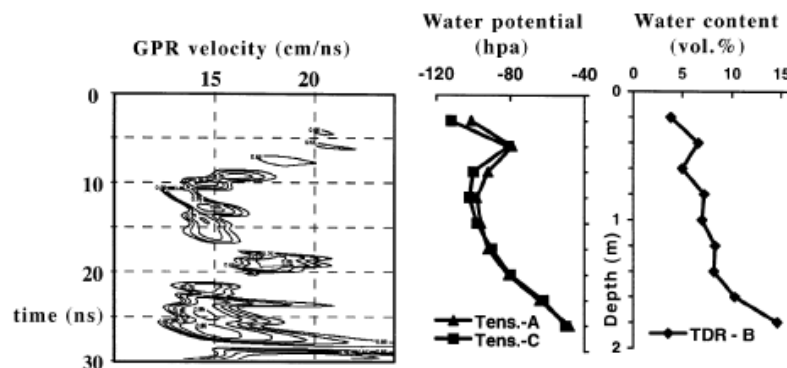 GPR velocity (cm/ns)
15 20
0
10
20
time (ns)
30
Water potential
(hpa)
-120 -80 -40
Tens.-A
Tens.-C
Water content
(vol.%)
0 5 10 15
0
1
2
Depth (m)
TDR - B